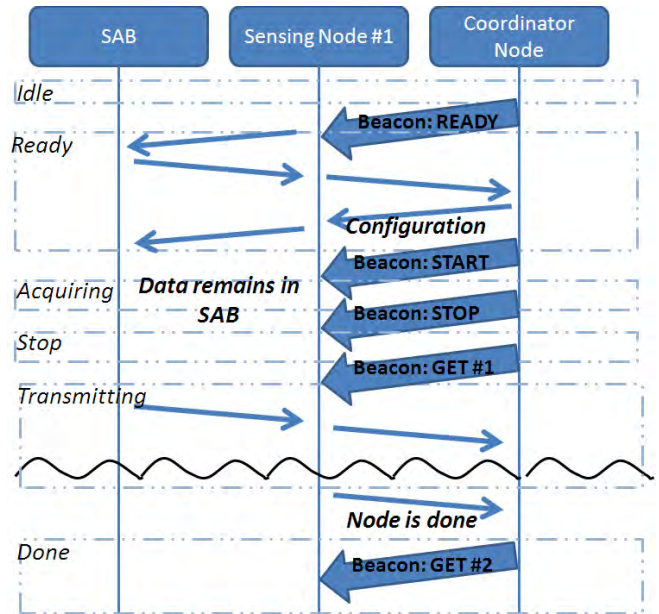 SAB
Sensing Node #1
Coordinator
Node
Idle
Beacon: READY
Ready
Configuration
Beacon: START
Data remains in
SAB
Acquiring
Beacon: STOP
Stop
Beacon: GET #1
Transmitting
Node is done
Done
Beacon: GET #2